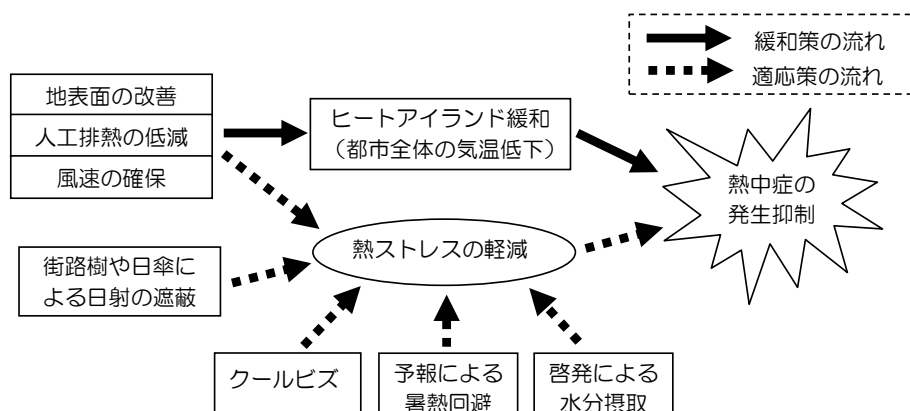 緩和策の流れ
適応策の流れ
地表面の改善
人工排熱の低減
風速の確保
ヒートアイランド緩和
（都市全体の気温低下）
熱中症の
発生抑制
熱ストレスの軽減
街路樹や日傘に
よる日射の遮蔽
クールビズ
予報による
暑熱回避
啓発による
水分摂取